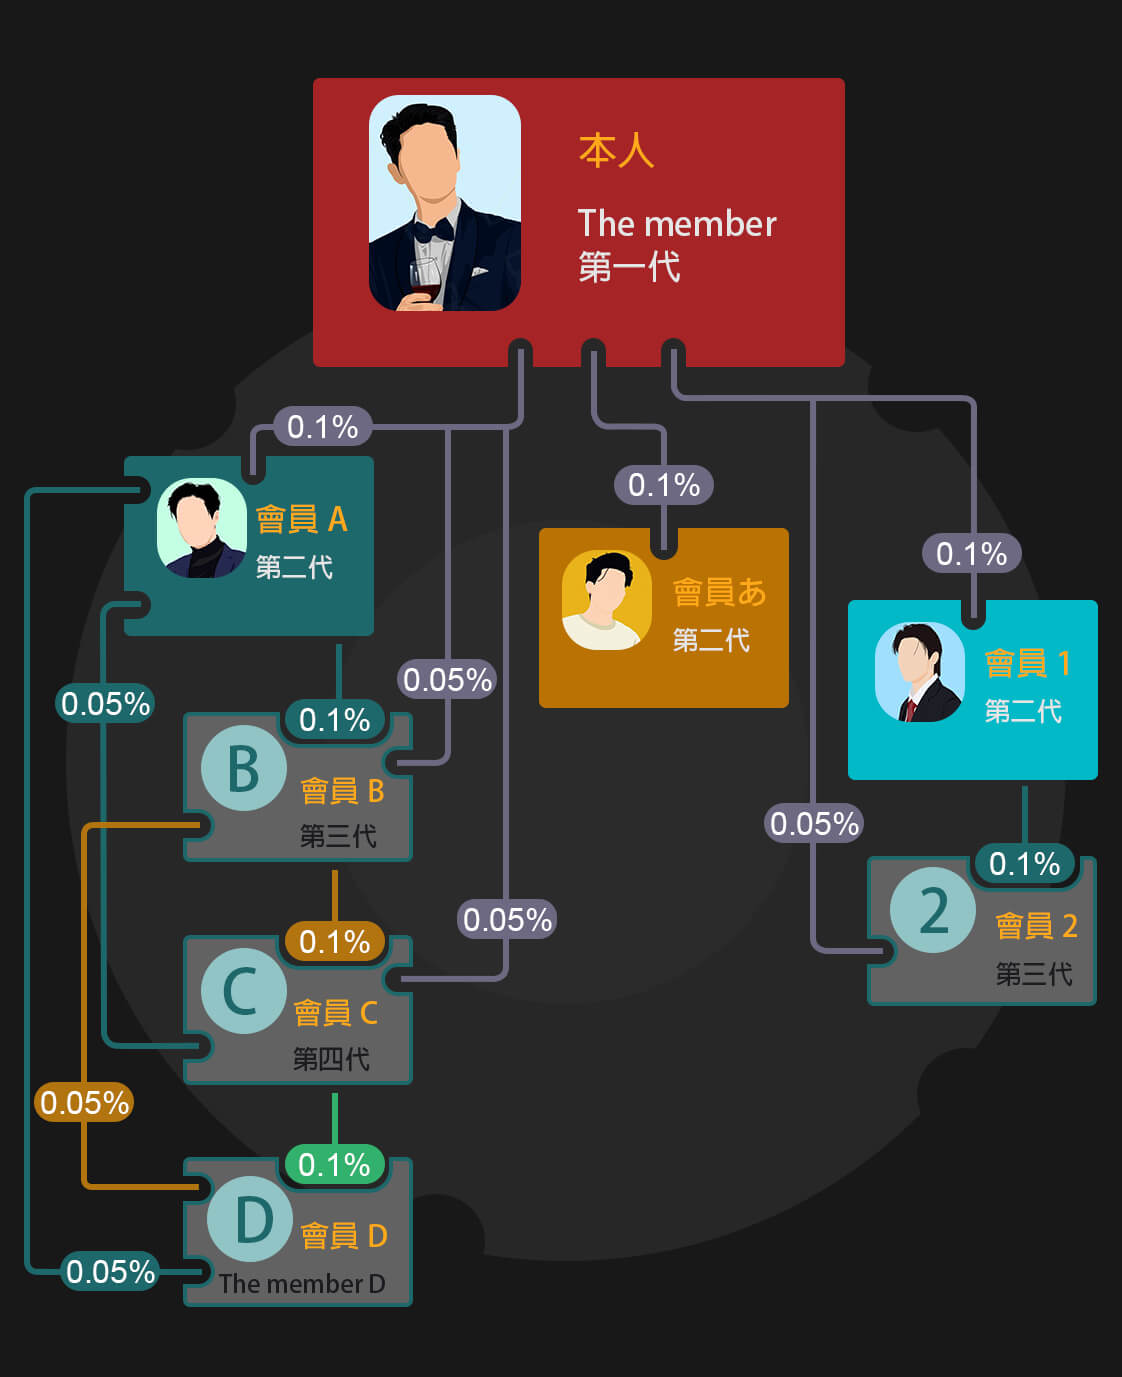 本人
The member
第一代
0.1%
會員 A
第二代
0.1%
會員あ
第二代
0.1%
會員 1
第二代
0.05%
0.05%
0.1%
B
會員 B
第三代
0.05%
0.1%
2
會員 2
第三代
0.05%
0.1%
C
會員 C
第四代
0.05%
0.1%
D
會員 D
The member D
0.05%